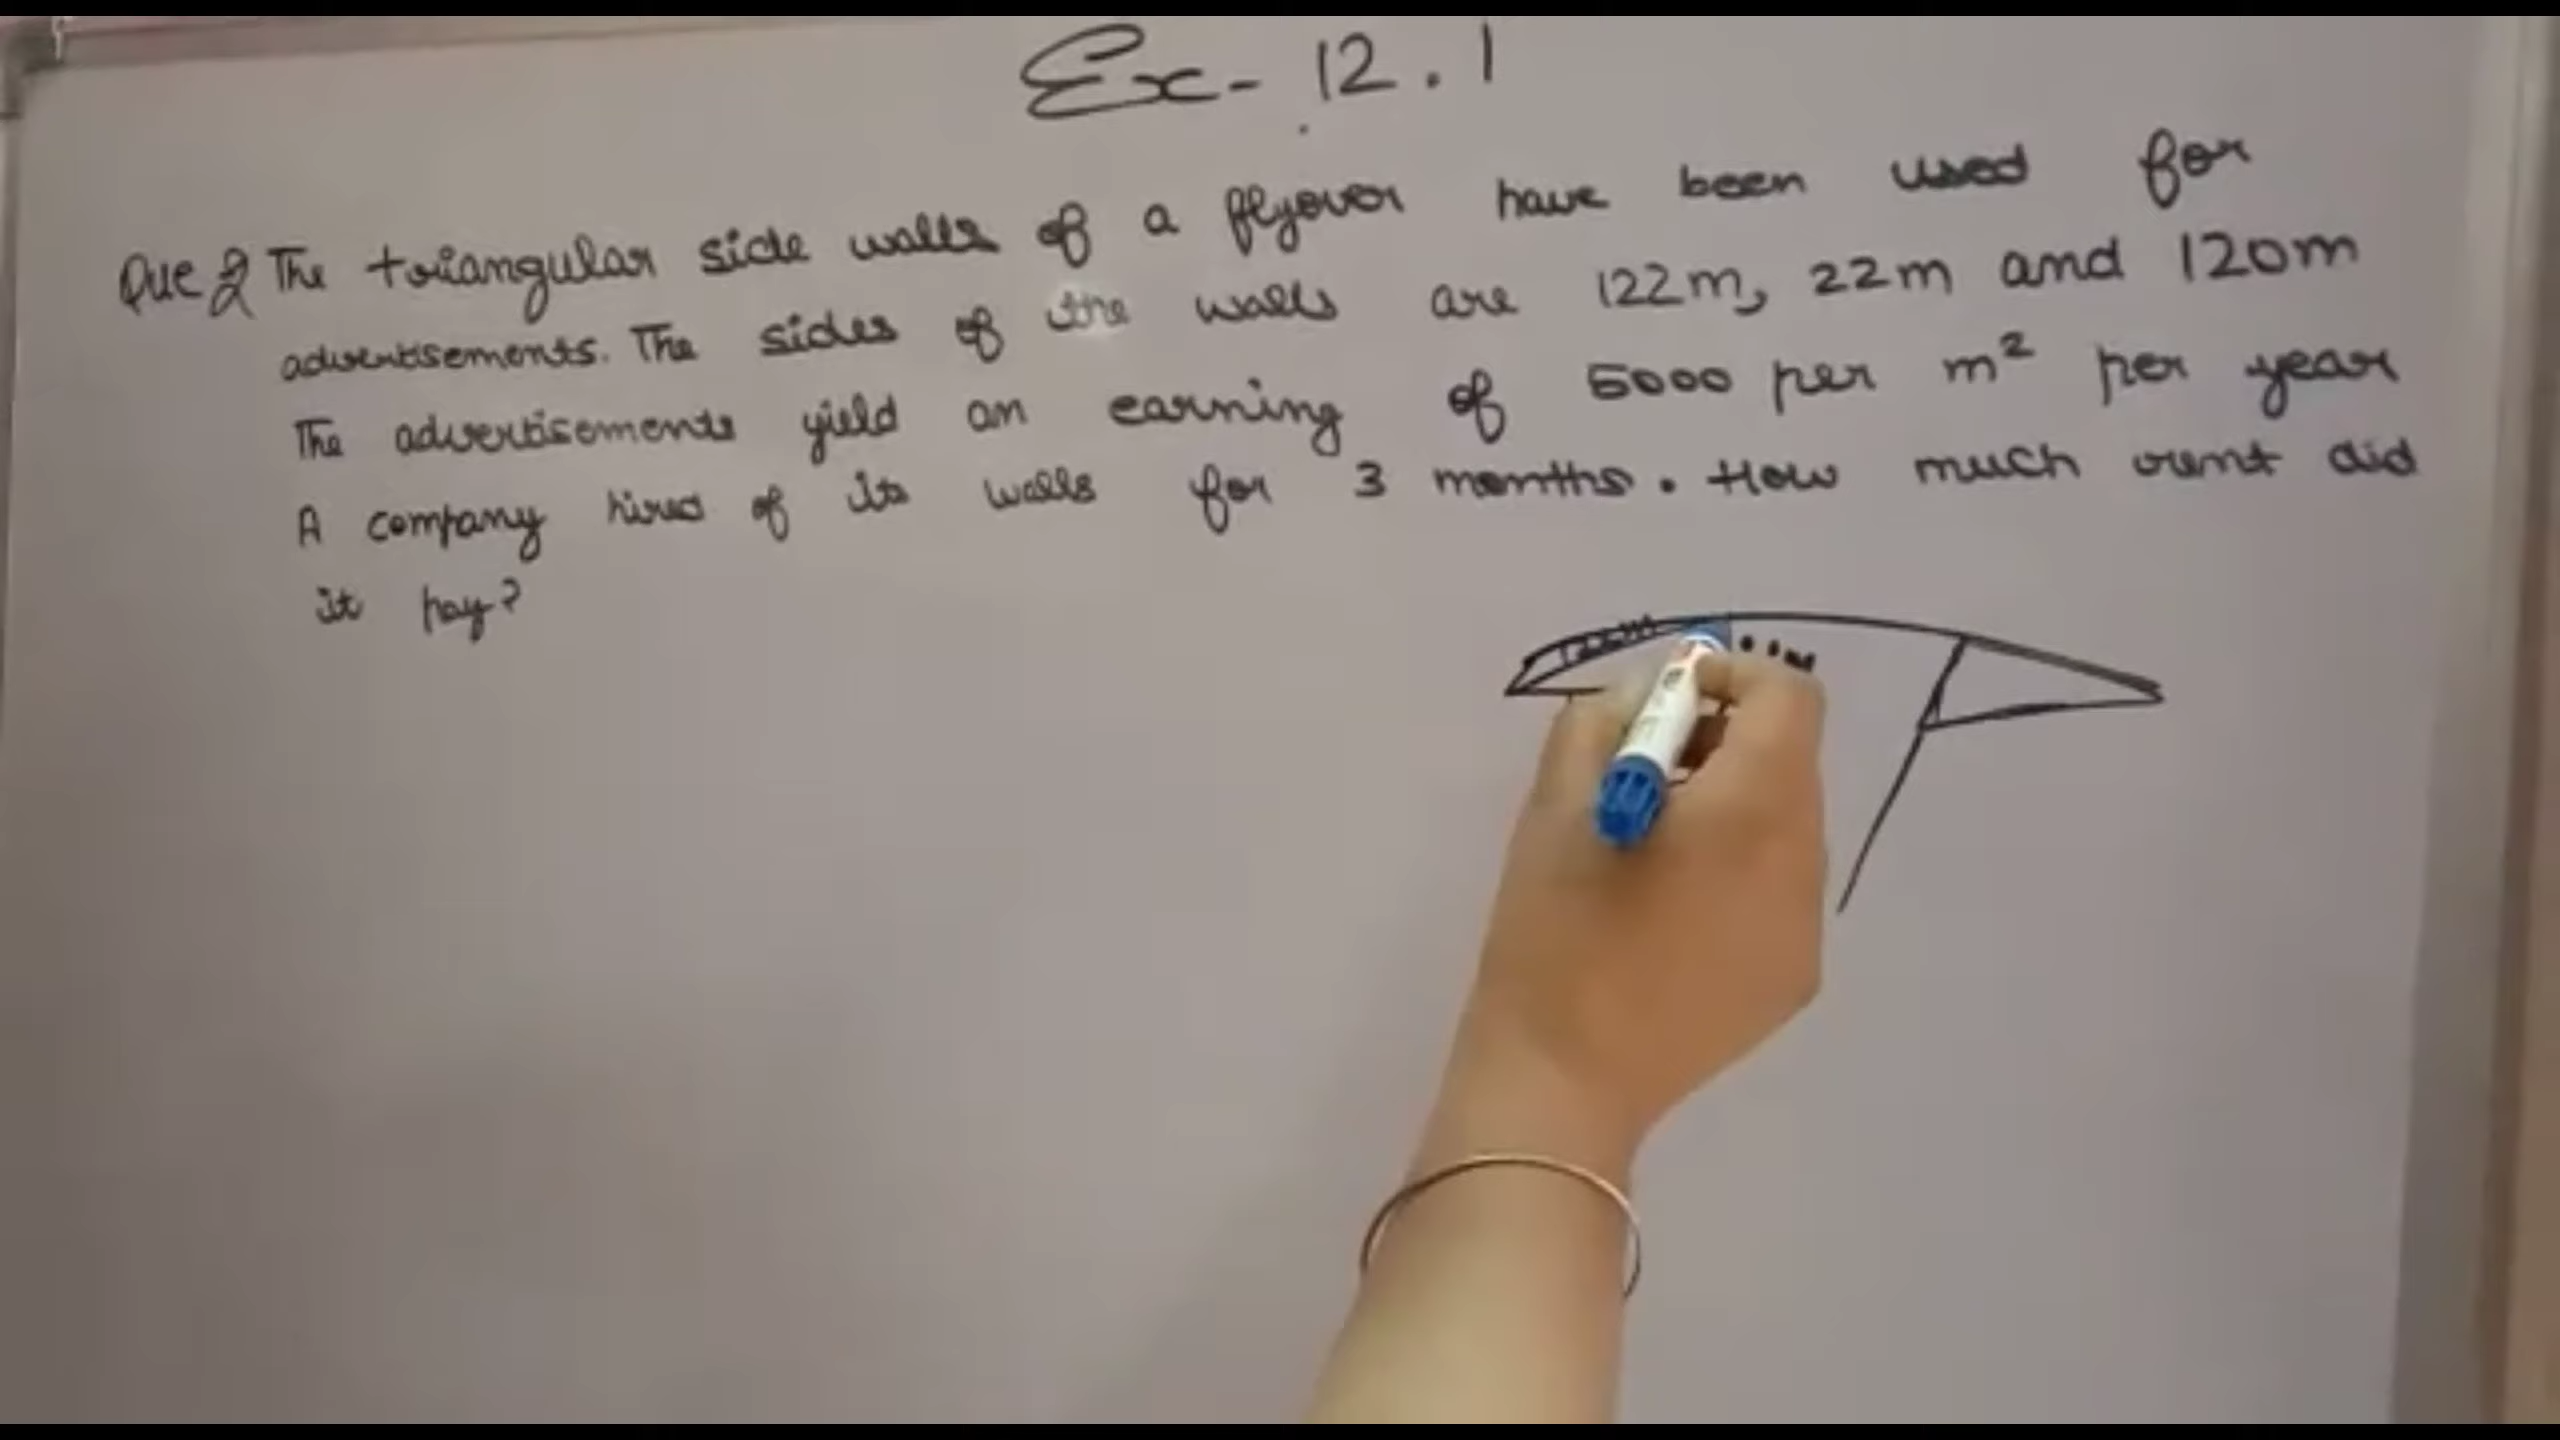 Ex- 12.1
Que 2 The triangular side walls of a flyover have been used for
advertisements. The sides of the walls are 122m, 22m and 120m
The advertisements yield an earning of 5000 per m² per year
A company hired of its walls for 3 months. How much rent did
it pay?
122m